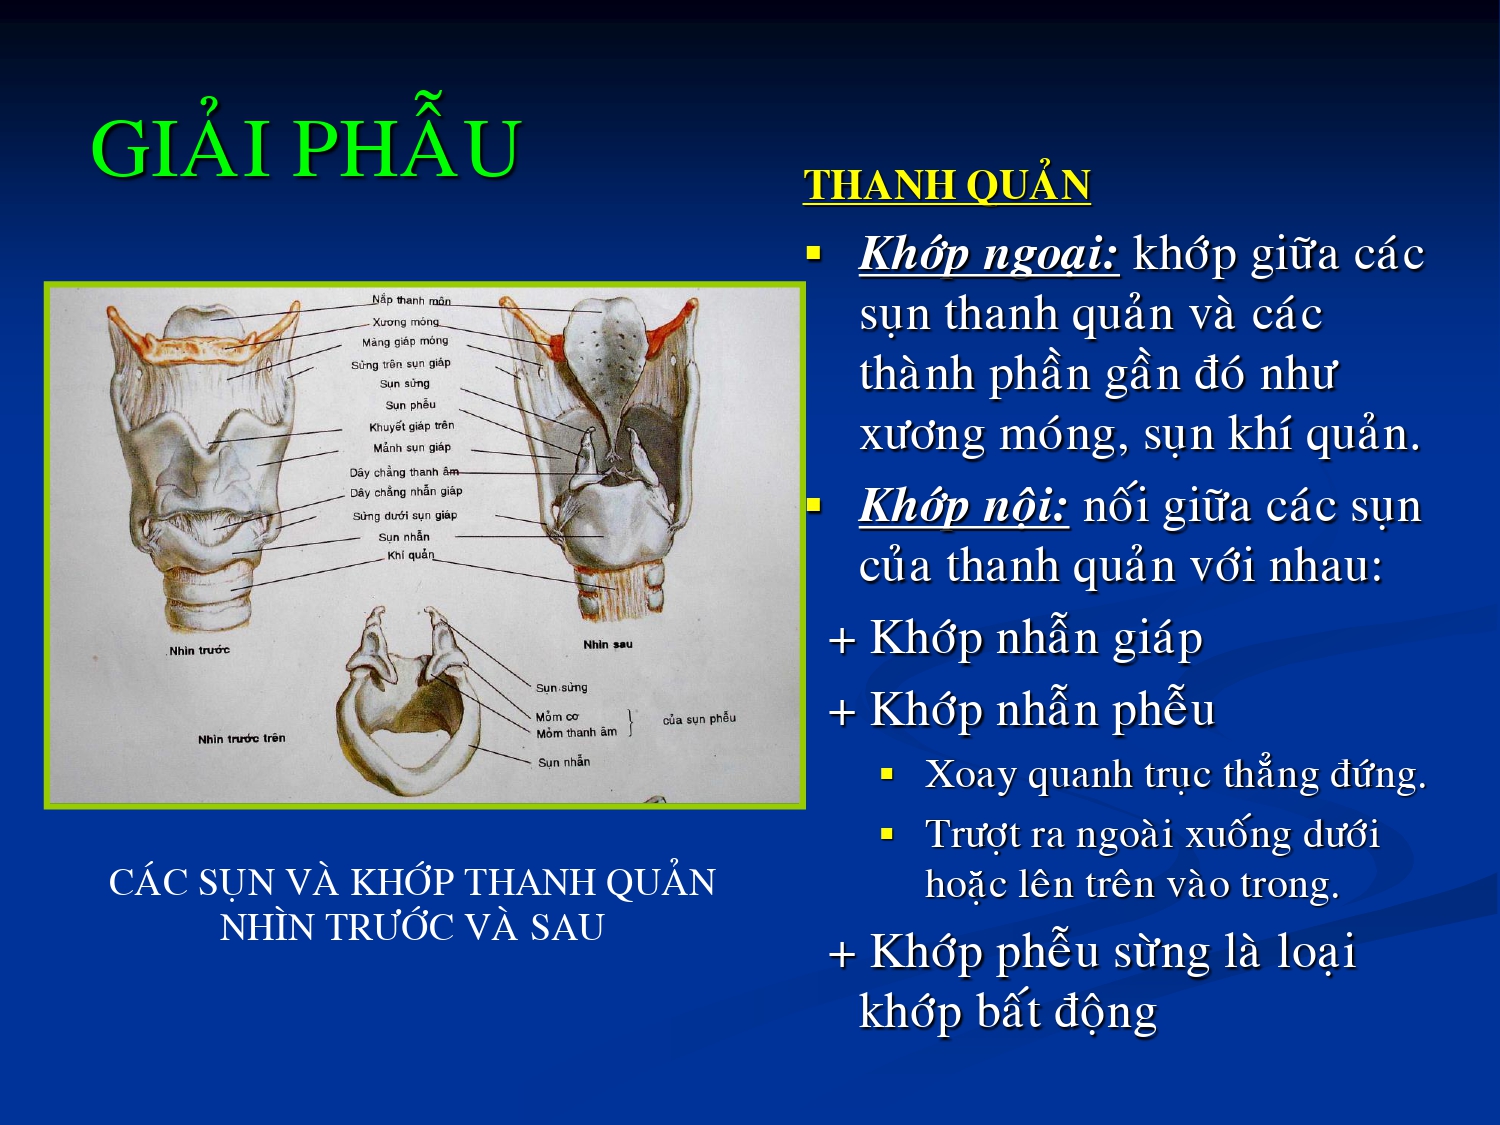 GIẢI PHẪU
THANH QUẢN
▪ Khớp ngoại: khớp giữa các
sụn thanh quản và các
thành phần gần đó như
xương móng, sụn khí quản.
▪ Khớp nội: nối giữa các sụn
của thanh quản với nhau:
+ Khớp nhẫn giáp
+ Khớp nhẫn phễu
▪ Xoay quanh trục thẳng đứng.
▪ Trượt ra ngoài xuống dưới
hoặc lên trên vào trong.
+ Khớp phễu sừng là loại
khớp bất động
Nắp thanh môn
Xương móng
Màng giáp móng
Sừng trên sụn giáp
Sụn sừng
Sụn phễu
Khuyết giáp trên
Mảnh sụn giáp
Dây chằng thanh âm
Dây chằng nhẫn giáp
Sừng dưới sụn giáp
Sụn nhẫn
Khí quản
Nhìn trước
Nhìn sau
Sụn sừng
Mỏm cơ
Mỏm thanh âm
của sụn phễu
Nhìn trước trên
Sụn nhẫn
CÁC SỤN VÀ KHỚP THANH QUẢN
NHÌN TRƯỚC VÀ SAU